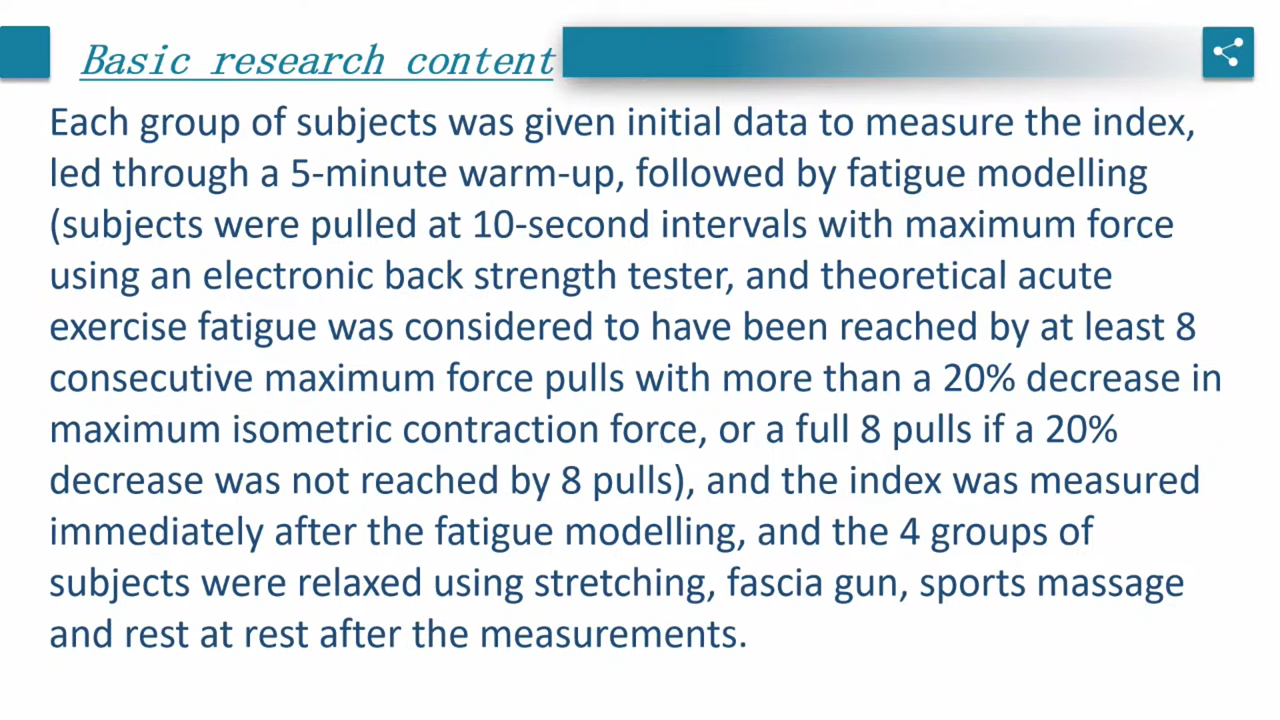 Basic research content
Each group of subjects was given initial data to measure the index,
led through a 5-minute warm-up, followed by fatigue modelling
(subjects were pulled at 10-second intervals with maximum force
using an electronic back strength tester, and theoretical acute
exercise fatigue was considered to have been reached by at least 8
consecutive maximum force pulls with more than a 20% decrease in
maximum isometric contraction force, or a full 8 pulls if a 20%
decrease was not reached by 8 pulls), and the index was measured
immediately after the fatigue modelling, and the 4 groups of
subjects were relaxed using stretching, fascia gun, sports massage
and rest at rest after the measurements.